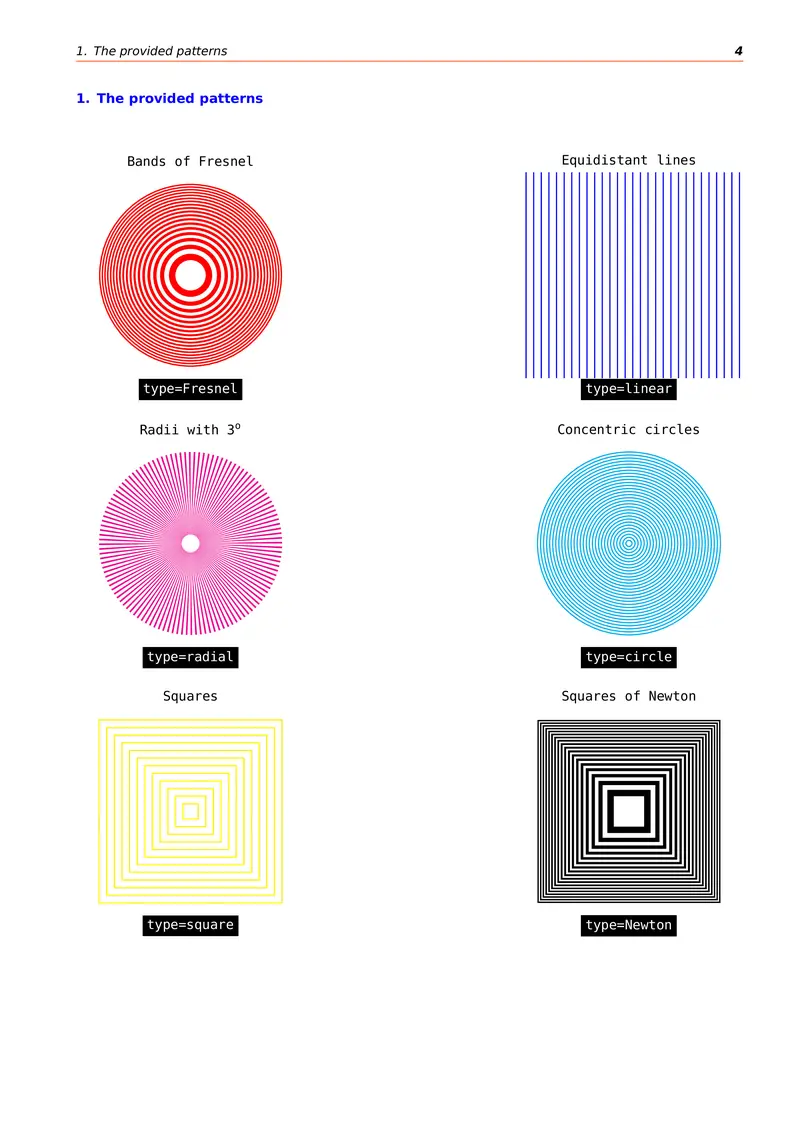 1. The provided patterns 4
1. The provided patterns
Bands of Fresnel
Equidistant lines
type=Fresnel
type=linear
Radii with 3°
Concentric circles
type=radial
type=circle
Squares
Squares of Newton
type=square
type=Newton